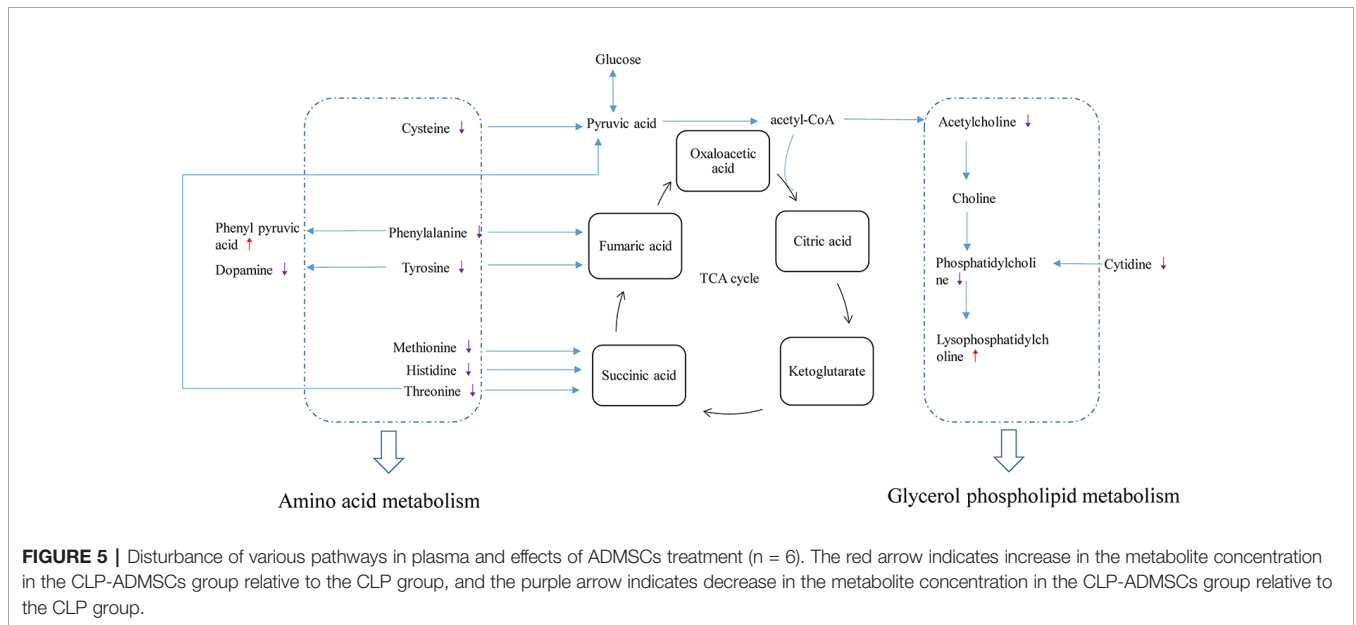 Glucose
Cysteine ↓
Pyruvic acid
acetyl-CoA
Acetylcholine ↓
Oxaloacetic
acid
Choline
Phenyl pyruvic
acid ↑
Phenylalanine ↓
Fumaric acid
Citric acid
Dopamine ↓
Tyrosine ↓
TCA cycle
Phosphatidylcholi
ne ↓
Cytidine ↓
Methionine ↓
Histidine ↓
Threonine ↓
Succinic acid
Ketoglutarate
Lysophosphatidylch
oline ↑
Amino acid metabolism
Glycerol phospholipid metabolism
FIGURE 5 | Disturbance of various pathways in plasma and effects of ADMSCs treatment (n = 6). The red arrow indicates increase in the metabolite concentration
in the CLP-ADMSCs group relative to the CLP group, and the purple arrow indicates decrease in the metabolite concentration in the CLP-ADMSCs group relative to
the CLP group.